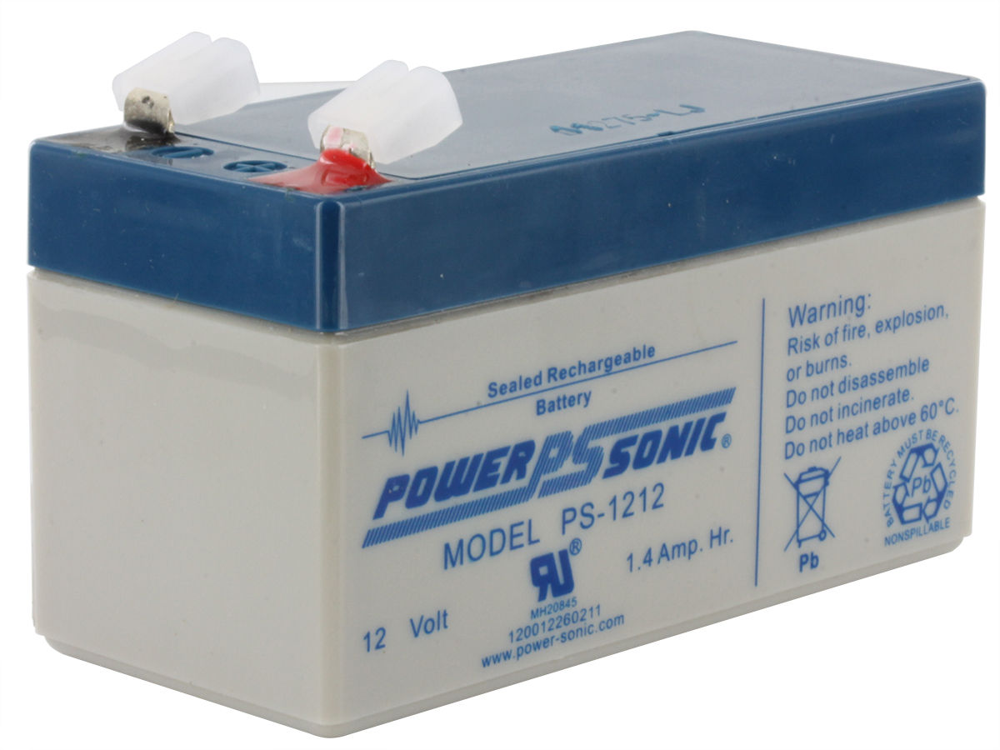 Sealed Rechargeable
Battery
POWER PS SONIC®
MODEL PS-1212
®
1.4 Amp. Hr.
MH20845
12 Volt
120012260211
www.power-sonic.com
Warning:
Risk of fire, explosion,
or burns.
Do not disassemble
Do not incinerate.
Do not heat above 60°C.
Pb
BATTERY MUST BE RECYCLED
Pb
NONSPILLABLE